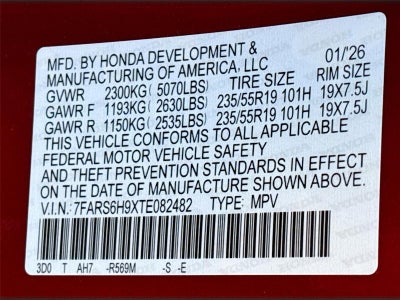 MFD. BY HONDA DEVELOPMENT &
MANUFACTURING OF AMERICA, LLC 01/'26
GVWR 2300KG (5070LBS) TIRE SIZE RIM SIZE
GAWR F 1193KG (2630LBS) 235/55R19 101H 19X7.5J
GAWR R 1150KG (2535LBS) 235/55R19 101H 19X7.5J
THIS VEHICLE CONFORMS TO ALL APPLICABLE
FEDERAL MOTOR VEHICLE SAFETY
AND THEFT PREVENTION STANDARDS IN EFFECT
ON THE DATE OF MANUFACTURE SHOWN ABOVE.
V.I.N.: 7FARS6H9XTE082482 TYPE: MPV
3D0 T AH7 -R569M -S -E